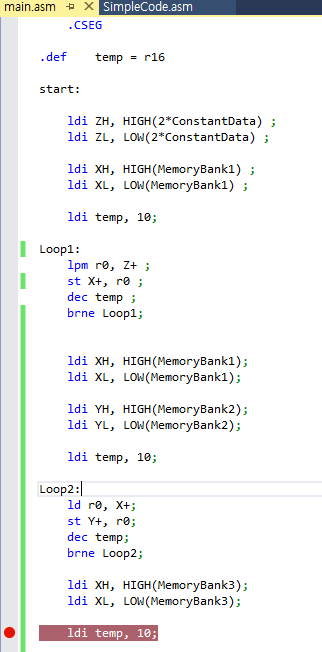 main.asm SimpleCode.asm
.CSEG
.def temp = r16
start:
ldi ZH, HIGH(2*ConstantData) ;
ldi ZL, LOW(2*ConstantData) ;
ldi XH, HIGH(MemoryBank1) ;
ldi XL, LOW(MemoryBank1) ;
ldi temp, 10;
Loop1:
lpm r0, Z+ ;
st X+, r0 ;
dec temp ;
brne Loop1;
ldi XH, HIGH(MemoryBank1);
ldi XL, LOW(MemoryBank1);
ldi YH, HIGH(MemoryBank2);
ldi YL, LOW(MemoryBank2);
ldi temp, 10;
Loop2:
ld r0, X+;
st Y+, r0;
dec temp;
brne Loop2;
ldi XH, HIGH(MemoryBank3);
ldi XL, LOW(MemoryBank3);
ldi temp, 10;